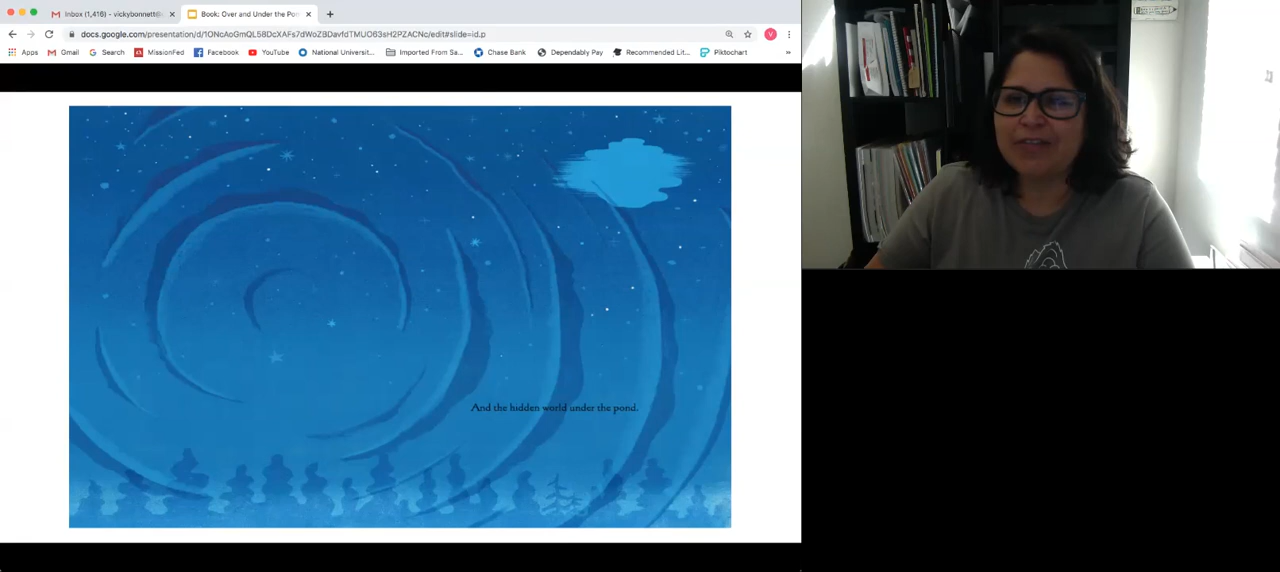 Inbox (1,416) - vickybonnett@
Book: Over and Under the Po
docs.google.com/presentation/d/1ONcAoGmQL58DcXAFs7dWoZBDavfdTMUO63sH2PZACNc/edit#slide=id.p
Apps Gmail Search MissionFed Facebook YouTube National Universit... Imported From Sa... Chase Bank Dependably Pay Recommended Lit... Piktochart »
And the hidden world under the pond.